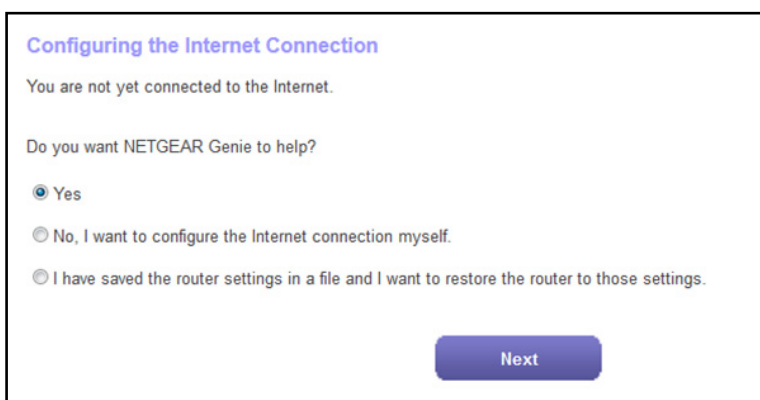 Configuring the Internet Connection
You are not yet connected to the Internet.
Do you want NETGEAR Genie to help?
Yes
No, I want to configure the Internet connection myself.
I have saved the router settings in a file and I want to restore the router to those settings.
Next